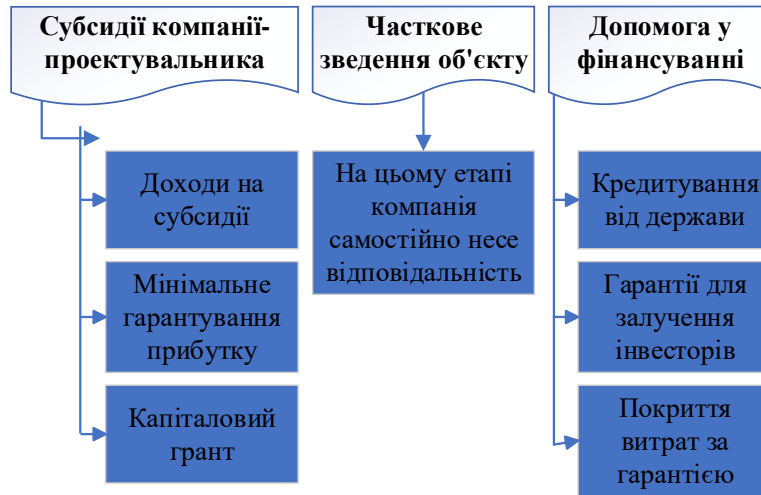 Субсидії компанії-
проектувальника
Доходи на
субсидії
Мінімальне
гарантування
прибутку
Капіталовий
грант
Часткове
зведення об'єкту
На цьому етапі
компанія
самостійно несе
відповідальність
Допомога у
фінансуванні
Кредитування
від держави
Гарантії для
залучення
інвесторів
Покриття
витрат за
гарантією